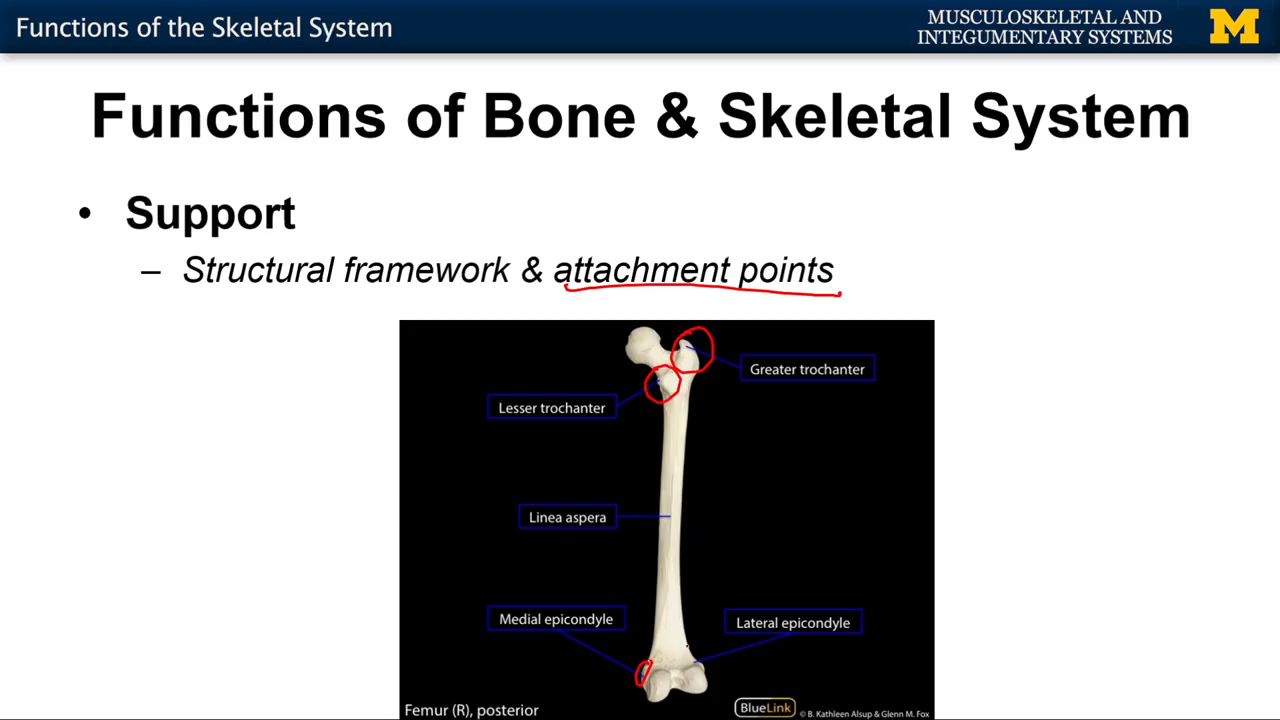 Functions of the Skeletal System
MUSCULOSKELETAL AND
INTEGUMENTARY SYSTEMS
M
Functions of Bone & Skeletal System
• Support
– Structural framework & attachment points
Greater trochanter
Lesser trochanter
Linea aspera
Medial epicondyle
Lateral epicondyle
Femur (R), posterior
BlueLink © B. Kathleen Alsup & Glenn M. Fox